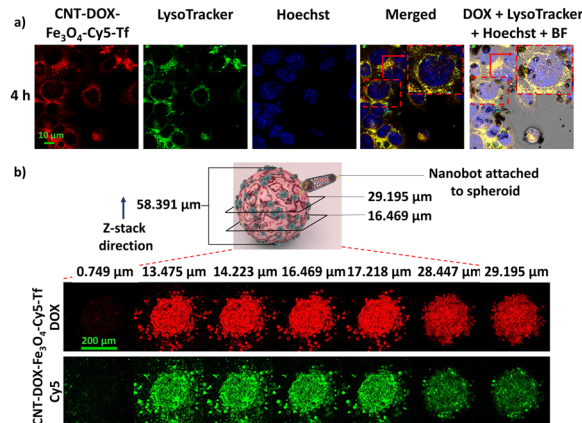 a)
CNT-DOX-
Fe₃O₄-Cy5-Tf
LysoTracker
Hoechst
Merged
DOX + LysoTracker
+ Hoechst + BF
4 h
10 µm
b)
Nanobot attached
to spheroid
58.391 µm
29.195 µm
16.469 µm
Z-stack
direction
0.749 µm 13.475 µm 14.223 µm 16.469 µm 17.218 µm 28.447 µm 29.195 µm
CNT-DOX-Fe₃O₄-Cy5-Tf
DOX
Cy5
200 µm